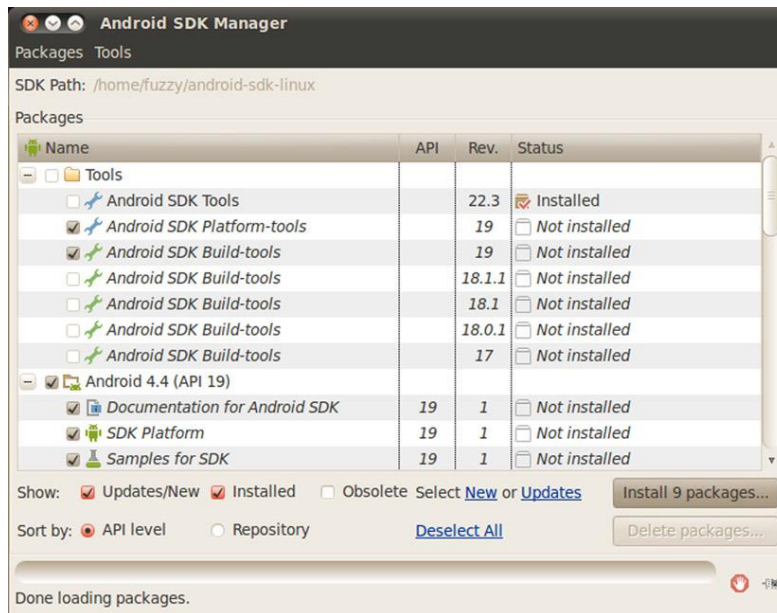 Android SDK Manager
Packages Tools
SDK Path: /home/fuzzy/android-sdk-linux
Packages
Name API Rev. Status
Tools
Android SDK Tools 22.3 Installed
Android SDK Platform-tools 19 Not installed
Android SDK Build-tools 19 Not installed
Android SDK Build-tools 18.1.1 Not installed
Android SDK Build-tools 18.1 Not installed
Android SDK Build-tools 18.0.1 Not installed
Android SDK Build-tools 17 Not installed
Android 4.4 (API 19)
Documentation for Android SDK 19 1 Not installed
SDK Platform 19 1 Not installed
Samples for SDK 19 1 Not installed
Show: Updates/New Installed Obsolete Select New or Updates Install 9 packages...
Sort by: API level Repository Deselect All Delete packages...
Done loading packages.